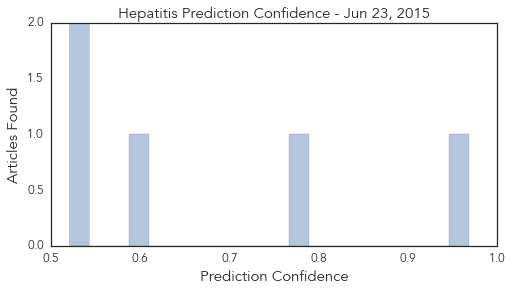 Hepatitis Prediction Confidence - Jun 23, 2015
Articles Found
2.0
1.5
1.0
0.5
0.0
0.5 0.6 0.7 0.8 0.9 1.0
Prediction Confidence